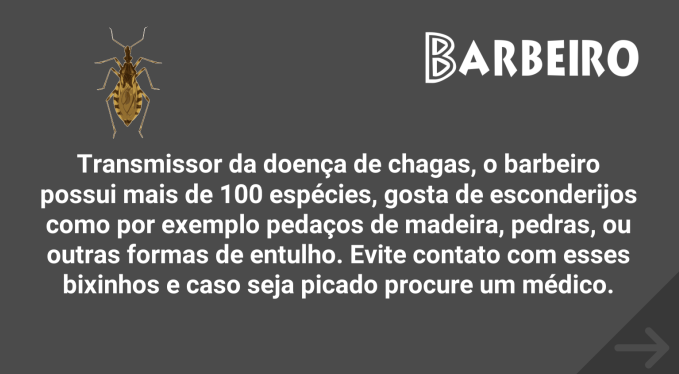 BARBEIRO
Transmissor da doença de chagas, o barbeiro
possui mais de 100 espécies, gosta de esconderijos
como por exemplo pedaços de madeira, pedras, ou
outras formas de entulho. Evite contato com esses
bixinhos e caso seja picado procure um médico.